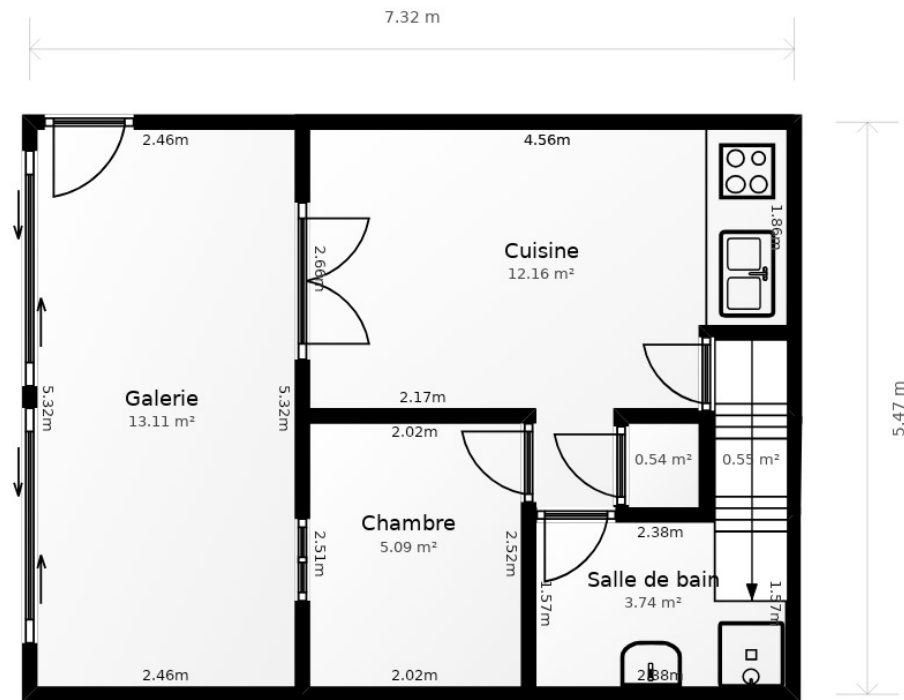 7.32 m
2.46m
4.56m
1.86m
Cuisine
12.16 m²
2.66m
5.47 m
Galerie
13.11 m²
5.32m
5.32m
2.17m
2.02m
0.54 m²
0.55 m²
Chambre
5.09 m²
2.51m
2.52m
2.38m
Salle de bain
3.74 m²
1.57m
1.57m
2.46m
2.02m
2.38m